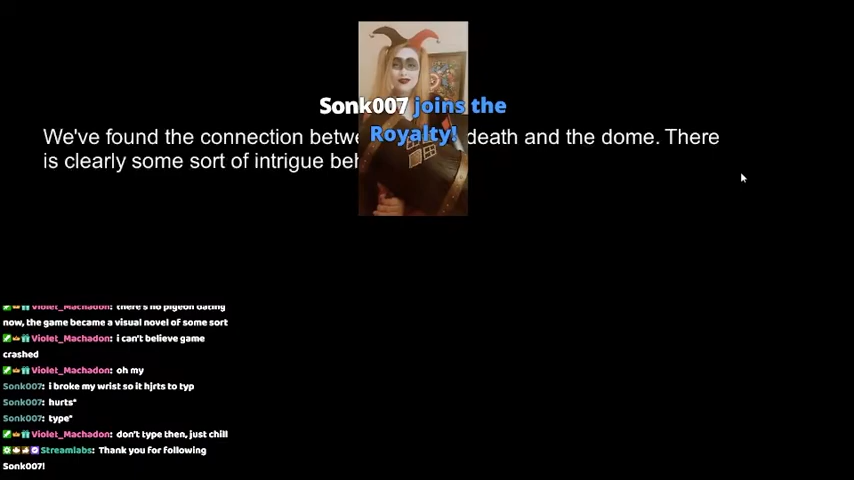 Sonk007 joins the
Royalty!
We've found the connection betwe death and the dome. There
is clearly some sort of intrigue beh
Violet_Machadon: there's no pigeon dating
now, the game became a visual novel of some sort
Violet_Machadon: i can't believe game
crashed
Violet_Machadon: oh my
Sonk007: i broke my wrist so it hjrts to typ
Sonk007: hurts*
Sonk007: type*
Violet_Machadon: don't type then, just chill
Streamlabs: Thank you for following
Sonk007!